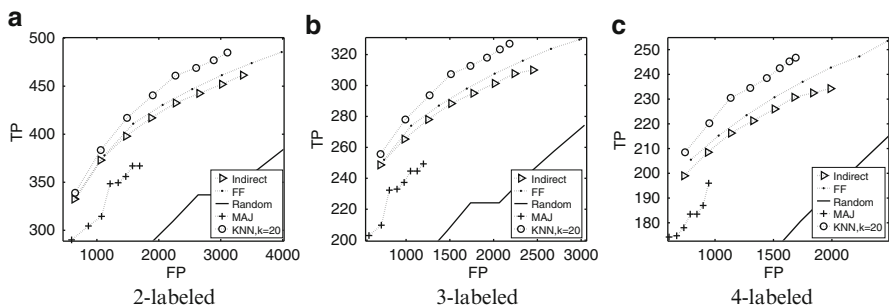 a
500
450
400
350
300
TP
1000
2000
3000
4000
FP
Indirect
FF
Random
MAJ
KNN,k=20
2-labeled
b
320
300
280
260
240
220
200
TP
1000
1500
2000
2500
3000
FP
Indirect
FF
Random
MAJ
KNN,k=20
3-labeled
c
250
240
230
220
210
200
190
180
170
TP
1000
1500
2000
FP
Indirect
FF
Random
MAJ
KNN,k=20
4-labeled